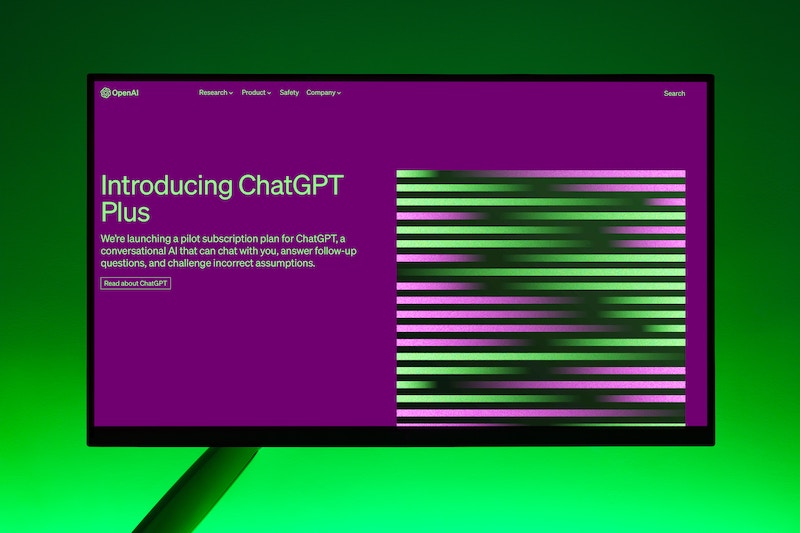 OpenAI
Research
Product
Safety
Company
Search
Introducing ChatGPT
Plus
We're launching a pilot subscription plan for ChatGPT, a
conversational AI that can chat with you, answer follow-up
questions, and challenge incorrect assumptions.
Read about ChatGPT